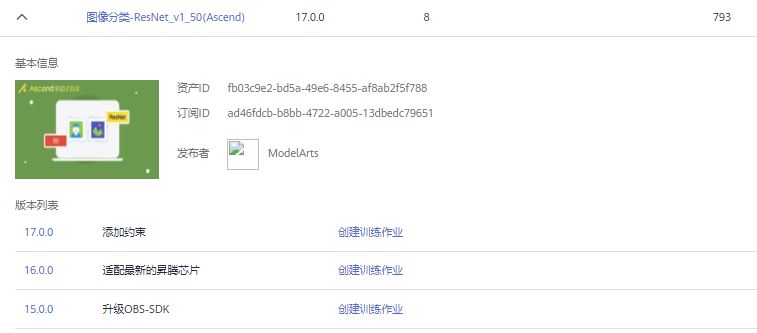 图像分类-ResNet_v1_50(Ascend) 17.0.0 8 793
基本信息
Ascend 910/310
ResNet
50
资产ID fb03c9e2-bd5a-49e6-8455-af8ab2f5f788
订阅ID ad46fdcb-b8bb-4722-a005-13dbedc79651
发布者 ModelArts
版本列表
17.0.0 添加约束 创建训练作业
16.0.0 适配最新的昇腾芯片 创建训练作业
15.0.0 升级OBS-SDK 创建训练作业